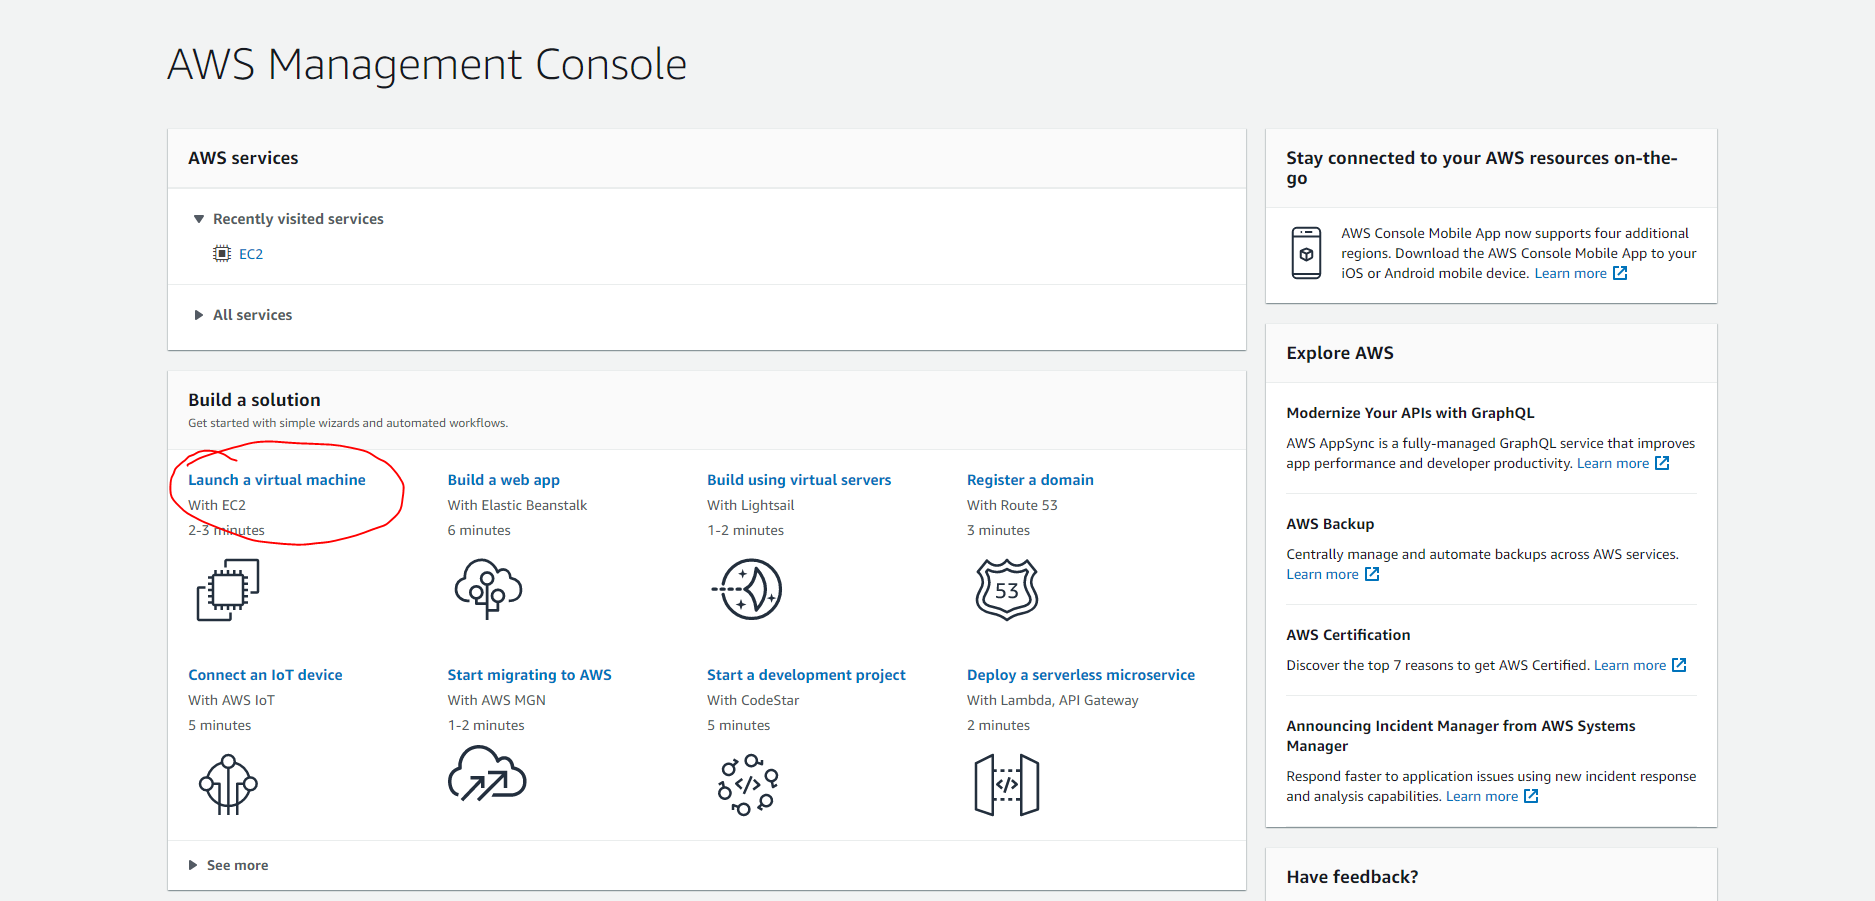 AWS Management Console
AWS services
Recently visited services
EC2
All services
Build a solution
Get started with simple wizards and automated workflows.
Launch a virtual machine
With EC2
2-3 minutes
Build a web app
With Elastic Beanstalk
6 minutes
Build using virtual servers
With Lightsail
1-2 minutes
Register a domain
With Route 53
3 minutes
53
Connect an IoT device
With AWS IoT
5 minutes
Start migrating to AWS
With AWS MGN
1-2 minutes
Start a development project
With CodeStar
5 minutes
</>
Deploy a serverless microservice
With Lambda, API Gateway
2 minutes
</>
See more
Stay connected to your AWS resources on-the-
go
AWS Console Mobile App now supports four additional
regions. Download the AWS Console Mobile App to your
iOS or Android mobile device. Learn more
Explore AWS
Modernize Your APIs with GraphQL
AWS AppSync is a fully-managed GraphQL service that improves
app performance and developer productivity. Learn more
AWS Backup
Centrally manage and automate backups across AWS services.
Learn more
AWS Certification
Discover the top 7 reasons to get AWS Certified. Learn more
Announcing Incident Manager from AWS Systems
Manager
Respond faster to application issues using new incident response
and analysis capabilities. Learn more
Have feedback?